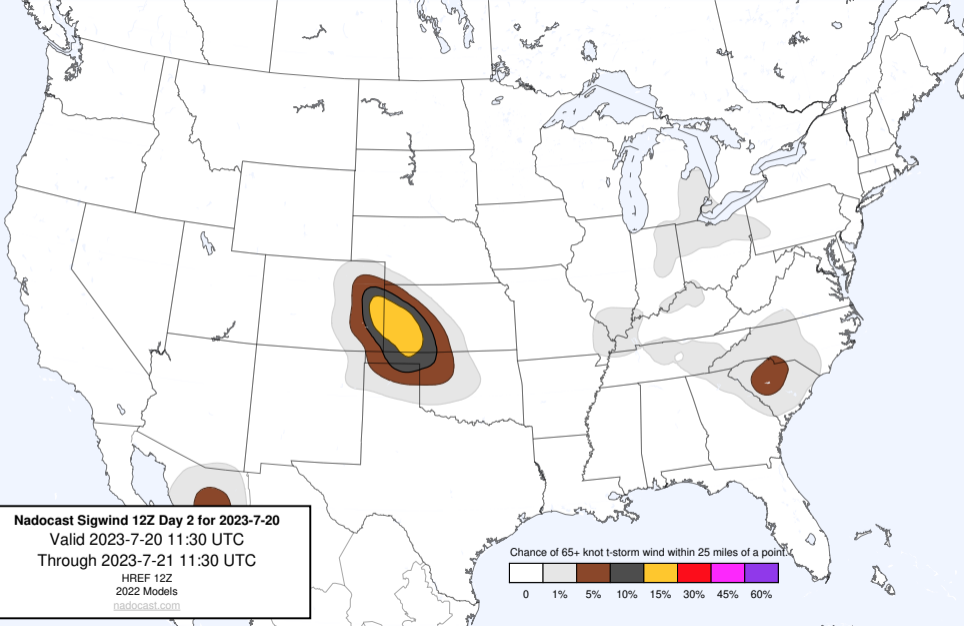 Nadocast Sigwind 12Z Day 2 for 2023-7-20
Valid 2023-7-20 11:30 UTC
Through 2023-7-21 11:30 UTC
HREF 12Z
2022 Models
nadocast.com
Chance of 65+ knot t-storm wind within 25 miles of a point.
0 1% 5% 10% 15% 30% 45% 60%